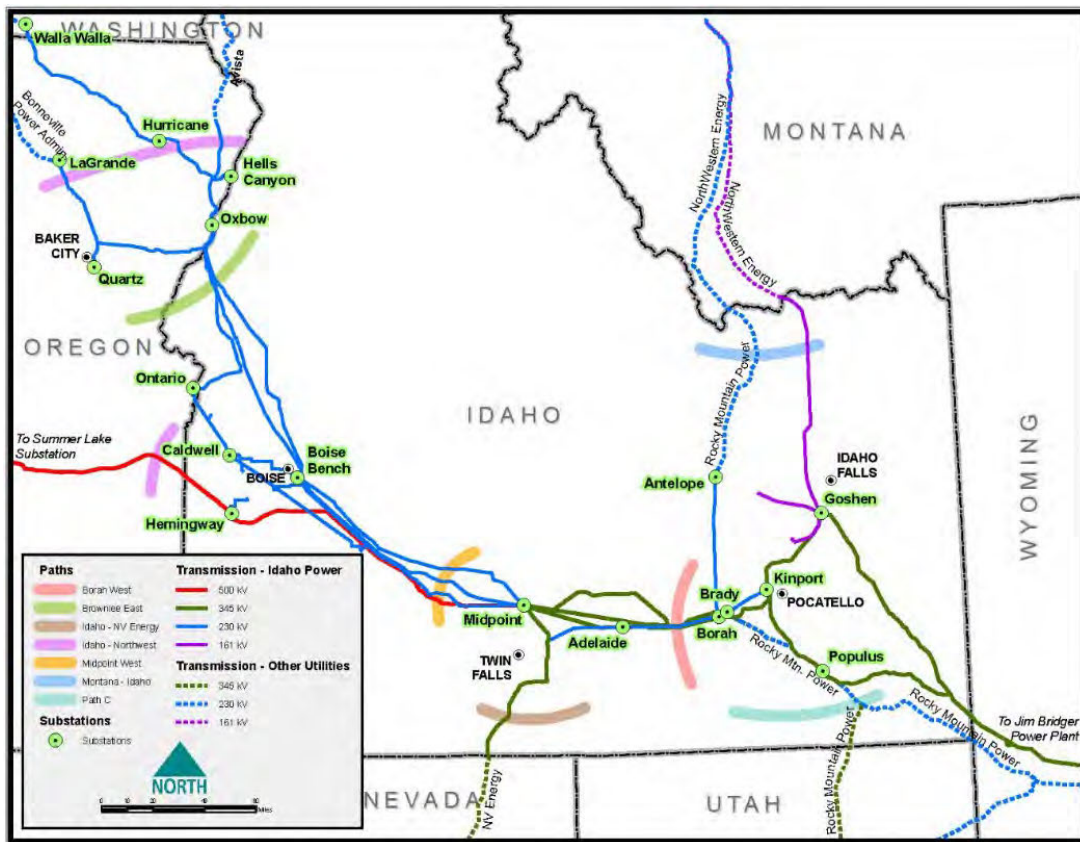 WASHINGTON
Walla Walla
Avista
Bonneville
Power Admin.
Hurricane
LaGrande
Hells
Canyon
Oxbow
BAKER
CITY
Quartz
OREGON
Ontario
To Summer Lake
Substation
Caldwell
Boise
Bench
BOISE
Hemingway
IDAHO
MONTANA
NorthWestern Energy
NorthWestern Energy
Rocky Mountain Power
Antelope
IDAHO
FALLS
Goshen
WYOMING
Kinport
POCATELLO
Brady
Borah
Midpoint
Adelaide
TWIN
FALLS
Rocky Mtn. Power
Populus
Rocky Mountain Power
To Jim Bridger
Power Plant
Rocky Mountain Power
NV Energy
NEVADA
UTAH
Paths
Borah West
Brownlee East
Idaho - NV Energy
Idaho - Northwest
Midpoint West
Montana - Idaho
Path C
Substations
Substations
Transmission - Idaho Power
500 kV
345 kV
230 kV
161 kV
Transmission - Other Utilities
345 kV
230 kV
161 kV
NORTH
Miles